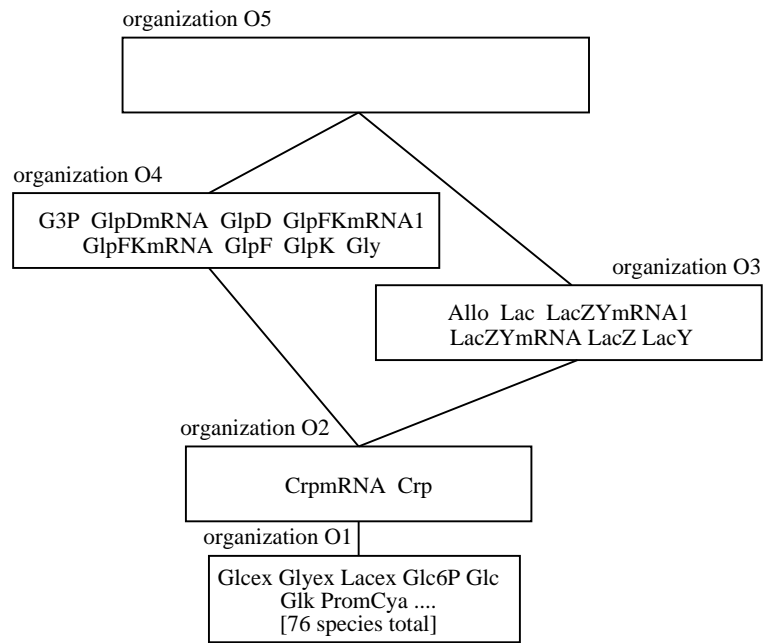 organization O5
organization O4
G3P GlpDmRNA GlpD GlpFKmRNA1
GlpFKmRNA GlpF GlpK Gly
organization O3
Allo Lac LacZYmRNA1
LacZYmRNA LacZ LacY
organization O2
CrpmRNA Crp
organization O1
Glcex Glyex Lacex Glc6P Glc
Glk PromCya ....
[76 species total]